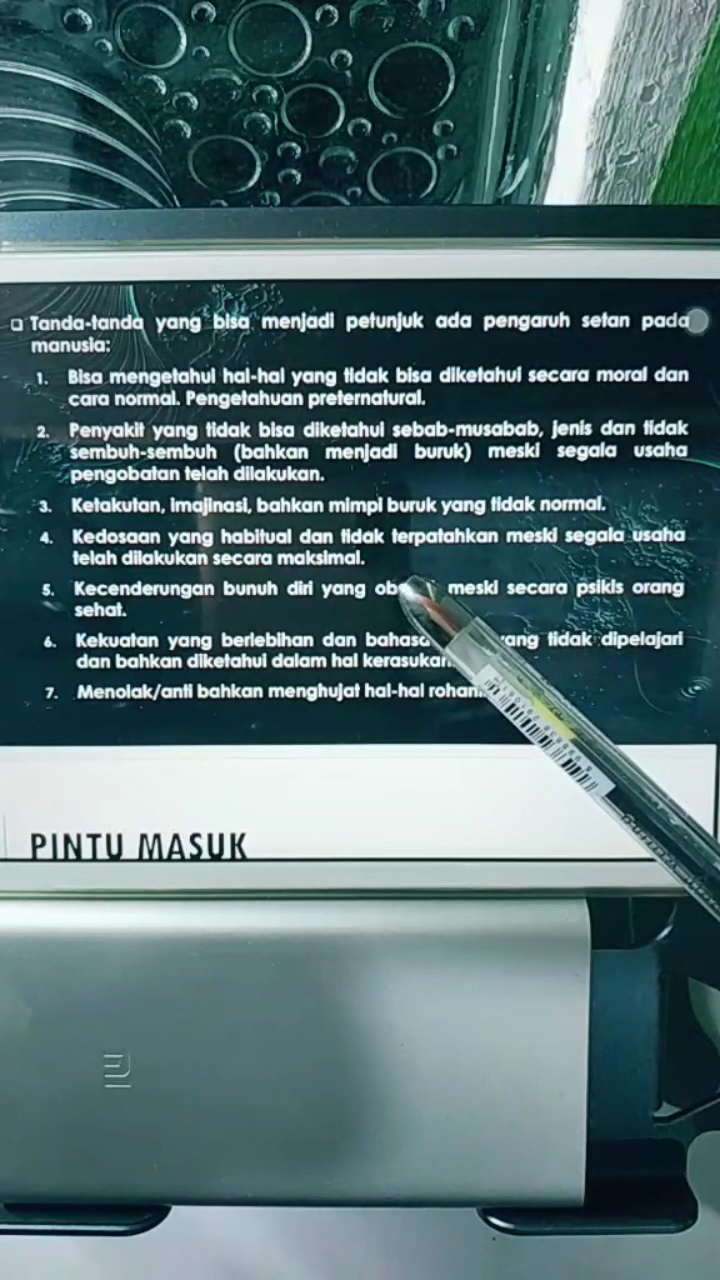 Tanda-tanda yang bisa menjadi petunjuk ada pengaruh setan pada
manusia:
1. Bisa mengetahui hal-hal yang tidak bisa diketahui secara moral dan
cara normal. Pengetahuan preternatural.
2. Penyakit yang tidak bisa diketahui sebab-musabab, jenis dan tidak
sembuh-sembuh (bahkan menjadi buruk) meski segala usaha
pengobatan telah dilakukan.
3. Ketakutan, imajinasi, bahkan mimpi buruk yang tidak normal.
4. Kedosaan yang habitual dan tidak terpatahkan meski segala usaha
telah dilakukan secara maksimal.
5. Kecenderungan bunuh diri yang meski secara psikis orang
sehat.
6. Kekuatan yang berlebihan dan tidak dipelajari
dan bahkan diketahui dalam hal kerasukan
7. Menolak/anti bahkan menghujat hal-hal
PINTU MASUK